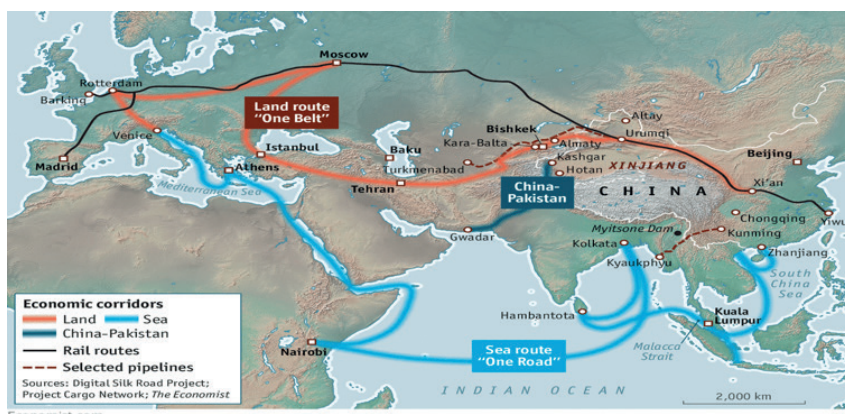 Moscow
Rotterdam
Barking
Land route
"One Belt"
Altay
Venice
Istanbul
Bishkek
Urumqi
Kara-Balta
Almaty
Madrid
Baku
Kashgar
Beijing
Athens
Turkmenabad
XINJIANG
Hotan
Mediterranean Sea
Tehran
China-
Pakistan
CHINA
Xi'an
Chongqing
Yiwu
Gwadar
Myitsone Dam
Kunming
Kolkata
Kyaukphyu
Zhanjiang
South
China
Sea
Economic corridors
Land Sea
China–Pakistan
Rail routes
Selected pipelines
Sources: Digital Silk Road Project;
Project Cargo Network; The Economist
Hambantota
Kuala
Lumpur
Nairobi
Sea route
"One Road"
Malacca
Strait
INDIAN OCEAN
2,000 km